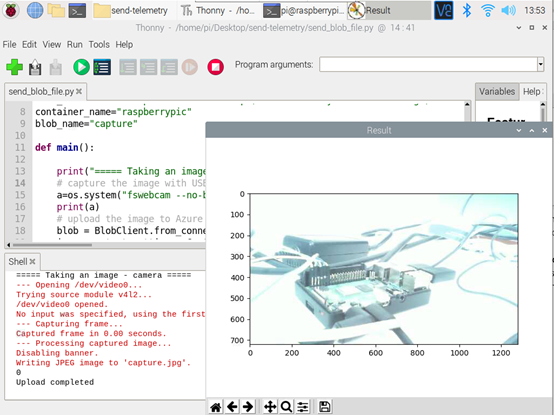 send-telemetry
Thonny - /ho...
pi@raspberrypi...
Result
13:53
Thonny - /home/pi/Desktop/send-telemetry/send_blob_file.py @ 14 : 41
File Edit View Run Tools Help
Program arguments:
send_blob_file.py
Variables Help
8 container_name="raspberrypic"
9 blob_name="capture"
10
11 def main():
12
13 print("===== Taking an image
14 # capture the image with USB
15 a=os.system("fswebcam --no-b
16 print(a)
17 # upload the image to Azure
18 blob = BlobClient.from_conne
Shell
===== Taking an image - camera =====
--- Opening /dev/video0...
Trying source module v4l2...
/dev/video0 opened.
No input was specified, using the first
--- Capturing frame...
Captured frame in 0.00 seconds.
--- Processing captured image...
Disabling banner.
Writing JPEG image to 'capture.jpg'.
0
Upload completed
Result
0
100
200
300
400
500
600
700
0 200 400 600 800 1000 1200